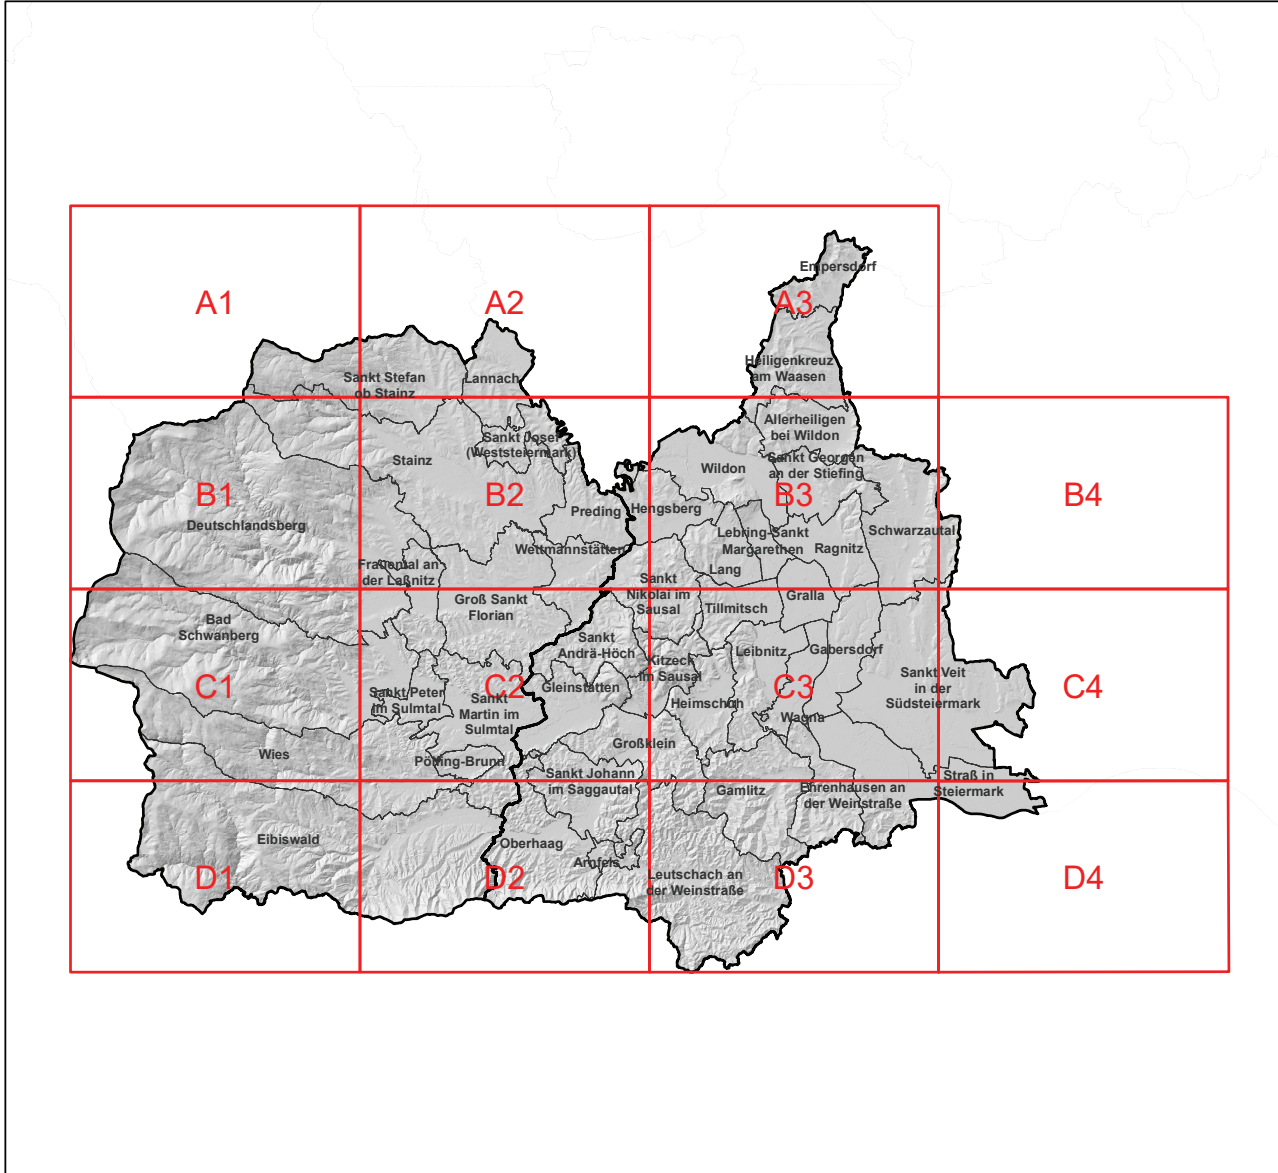 Empersdorf
A1
A2
A3
Heiligenkreuz
am Waasen
Sankt Stefan
ob Stainz
Lannach
Allerheiligen
bei Wildon
Sankt Josef
(Weststeiermark)
Stainz
Wildon
Sankt Georgen
an der Stiefing
B1
B2
B3
B4
Deutschlandsberg
Preding
Hengsberg
Lebring-Sankt
Margarethen
Ragnitz
Schwarzautal
Wettmannstätten
Frauental an
der Laßnitz
Lang
Sankt
Nikolai im
Sausal
Groß Sankt
Florian
Tillmitsch
Gralla
Bad
Schwanberg
Sankt
Andrä-Höch
Kitzeck
im Sausal
Leibnitz
Gabersdorf
C1
C2
C3
C4
Gleinstätten
Sankt Veit
in der
Südsteiermark
Sankt Peter
im Sulmtal
Sankt
Martin im
Sulmtal
Heimschuh
Wagna
Wies
Pölfing-Brunn
Großklein
Sankt Johann
im Saggautal
Gamlitz
Ehrenhausen an
der Weinstraße
Straß in
Steiermark
Eibiswald
Oberhaag
Arnfels
Leutschach an
der Weinstraße
D1
D2
D3
D4